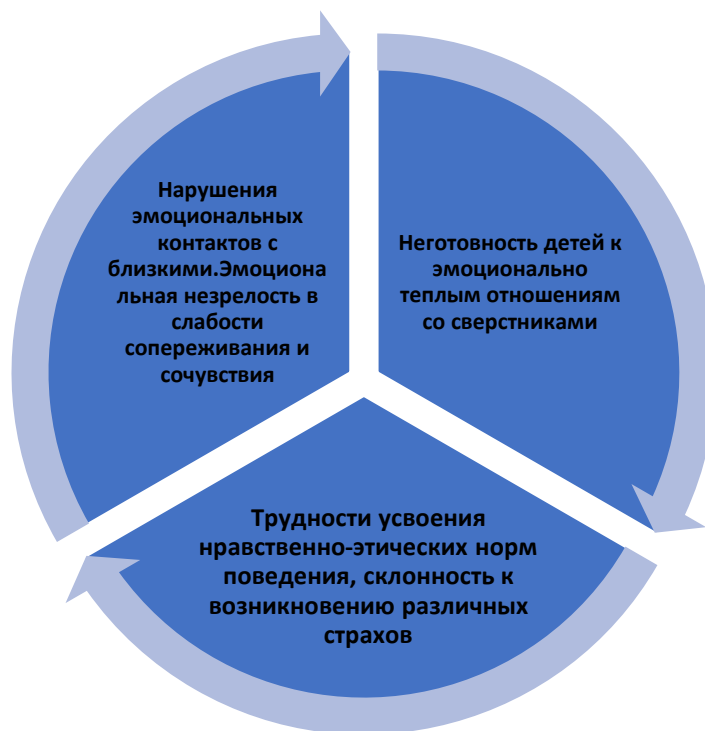 Нарушения
эмоциональных
контактов с
близкими.Эмоциона
льная незрелость в
слабости
сопереживания и
сочувствия
Неготовность детей к
эмоционально
теплым отношениям
со сверстниками
Трудности усвоения
нравственно-этических норм
поведения, склонность к
возникновению различных
страхов